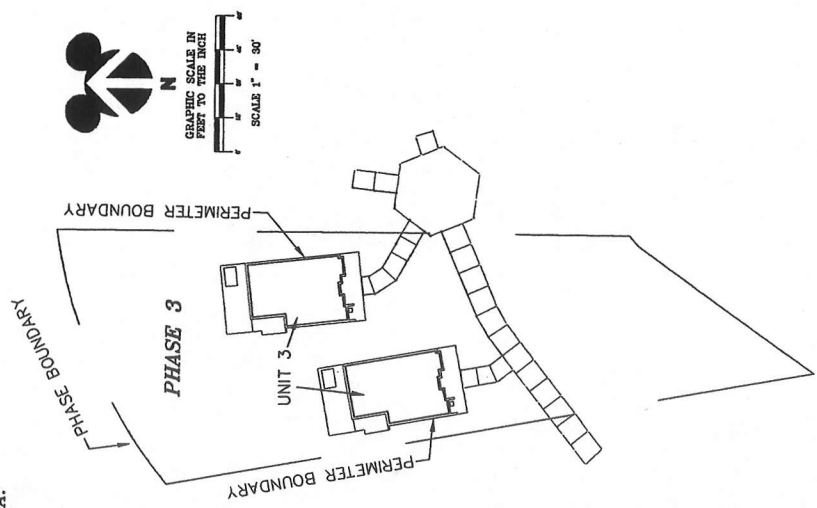 N
GRAPHIC SCALE IN
FEET TO THE INCH
SCALE 1" = 30'
PERIMETER BOUNDARY
PHASE BOUNDARY
PHASE 3
UNIT 3
PERIMETER BOUNDARY